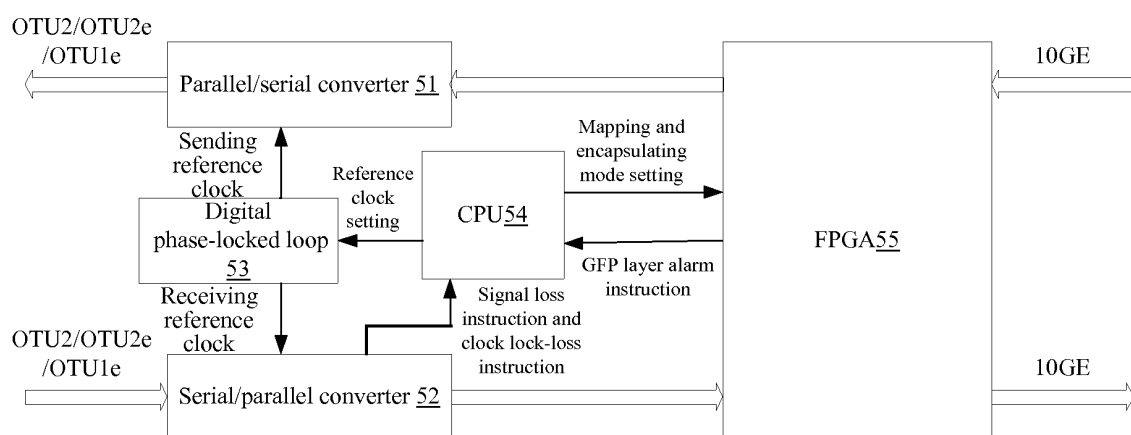 OTU2/OTU2e
/OTU1e
Parallel/serial converter 51
10GE
Sending
reference
clock
Reference
clock
setting
CPU54
Mapping and
encapsulating
mode setting
FPGA55
Digital
phase-locked loop
53
GFP layer alarm
instruction
Receiving
reference
clock
Signal loss
instruction and
clock lock-loss
instruction
OTU2/OTU2e
/OTU1e
Serial/parallel converter 52
10GE